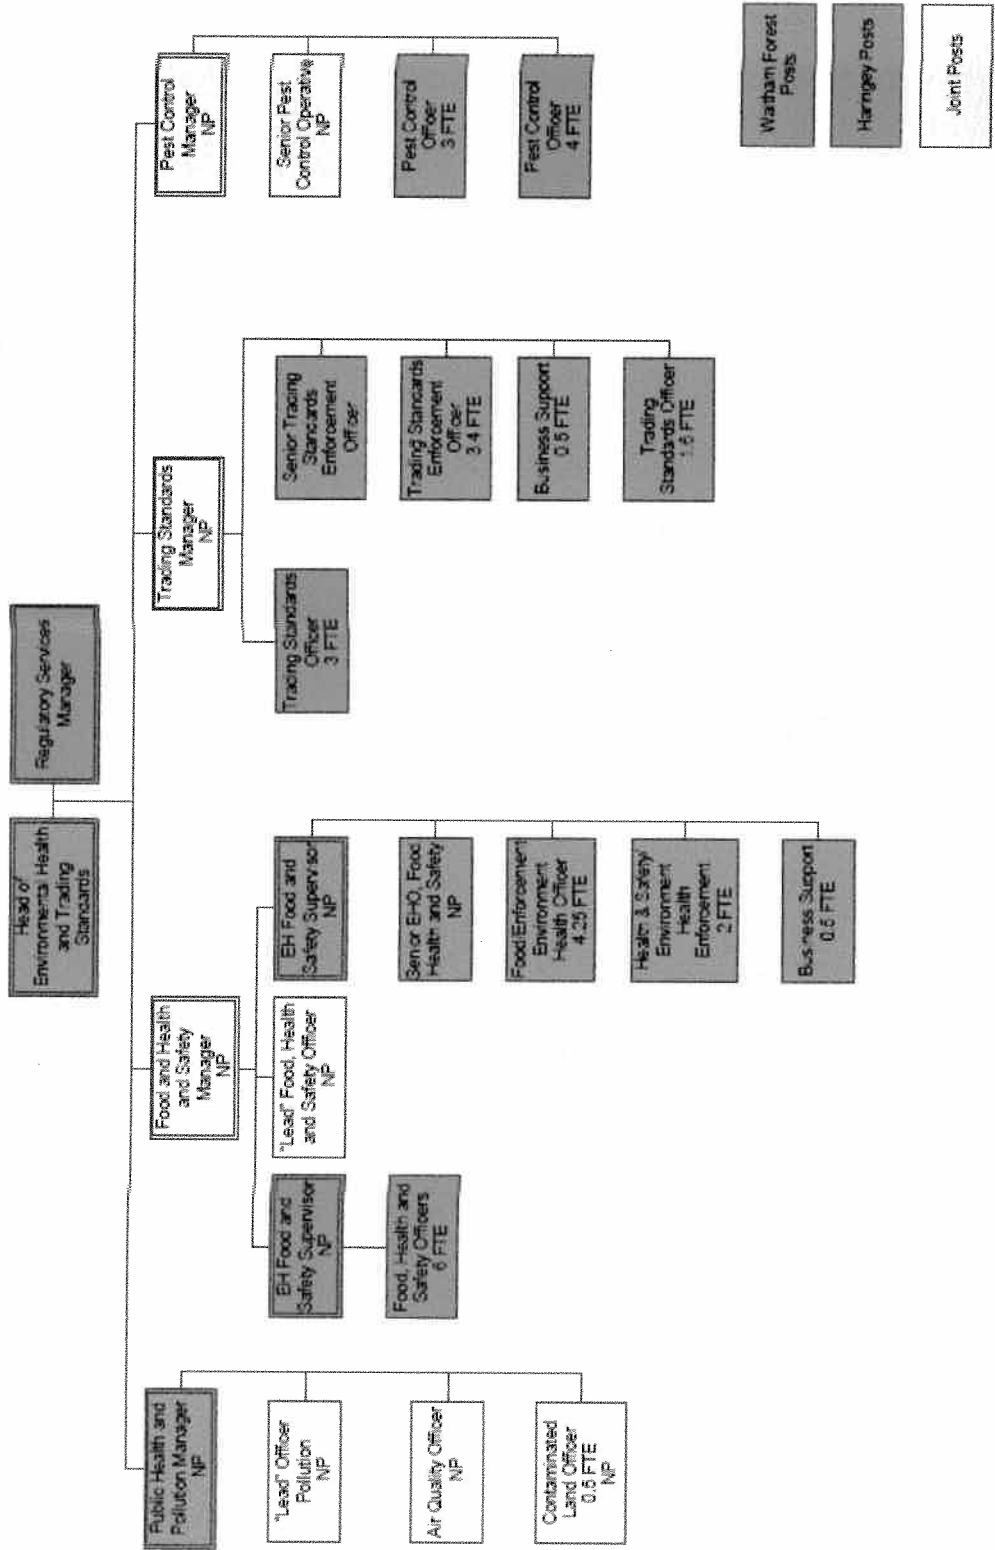 Head of
Environmental Health
and Trading
Standards
Regulatory Services
Manager
Public Health and
Pollution Manager
NP
"Lead" Officer
Pollution
NP
Air Quality Officer
NP
Contaminated
Land Officer
0.5 FTE
NP
Food and Health
and Safety
Manager
NP
EH Food and
Safety Supervisor
NP
Food, Health and
Safety Officers
6 FTE
"Lead" Food, Health
and Safety Officer
NP
EH Food and
Safety Supervisor
NP
Senior EHO, Food
Health and Safety
NP
Food/Enforcement
Environment
Health Officer
4.25 FTE
Health & Safety/
Environment
Health
Enforcement
2 FTE
Business Support
0.5 FTE
Trading Standards
Manager
NP
Trading Standards
Officer
3 FTE
Senior Trading
Standards
Enforcement
Officer
Trading Standards
Enforcement
Officer
3.4 FTE
Business Support
0.5 FTE
Trading
Standards Officer
FTE
Pest Control
Manager
NP
Senior Pest
Control Operative
NP
Pest Control
Officer
3 FTE
Pest Control
Officer
4 FTE
Waltham Forest
Posts
Haringey Posts
Joint Posts